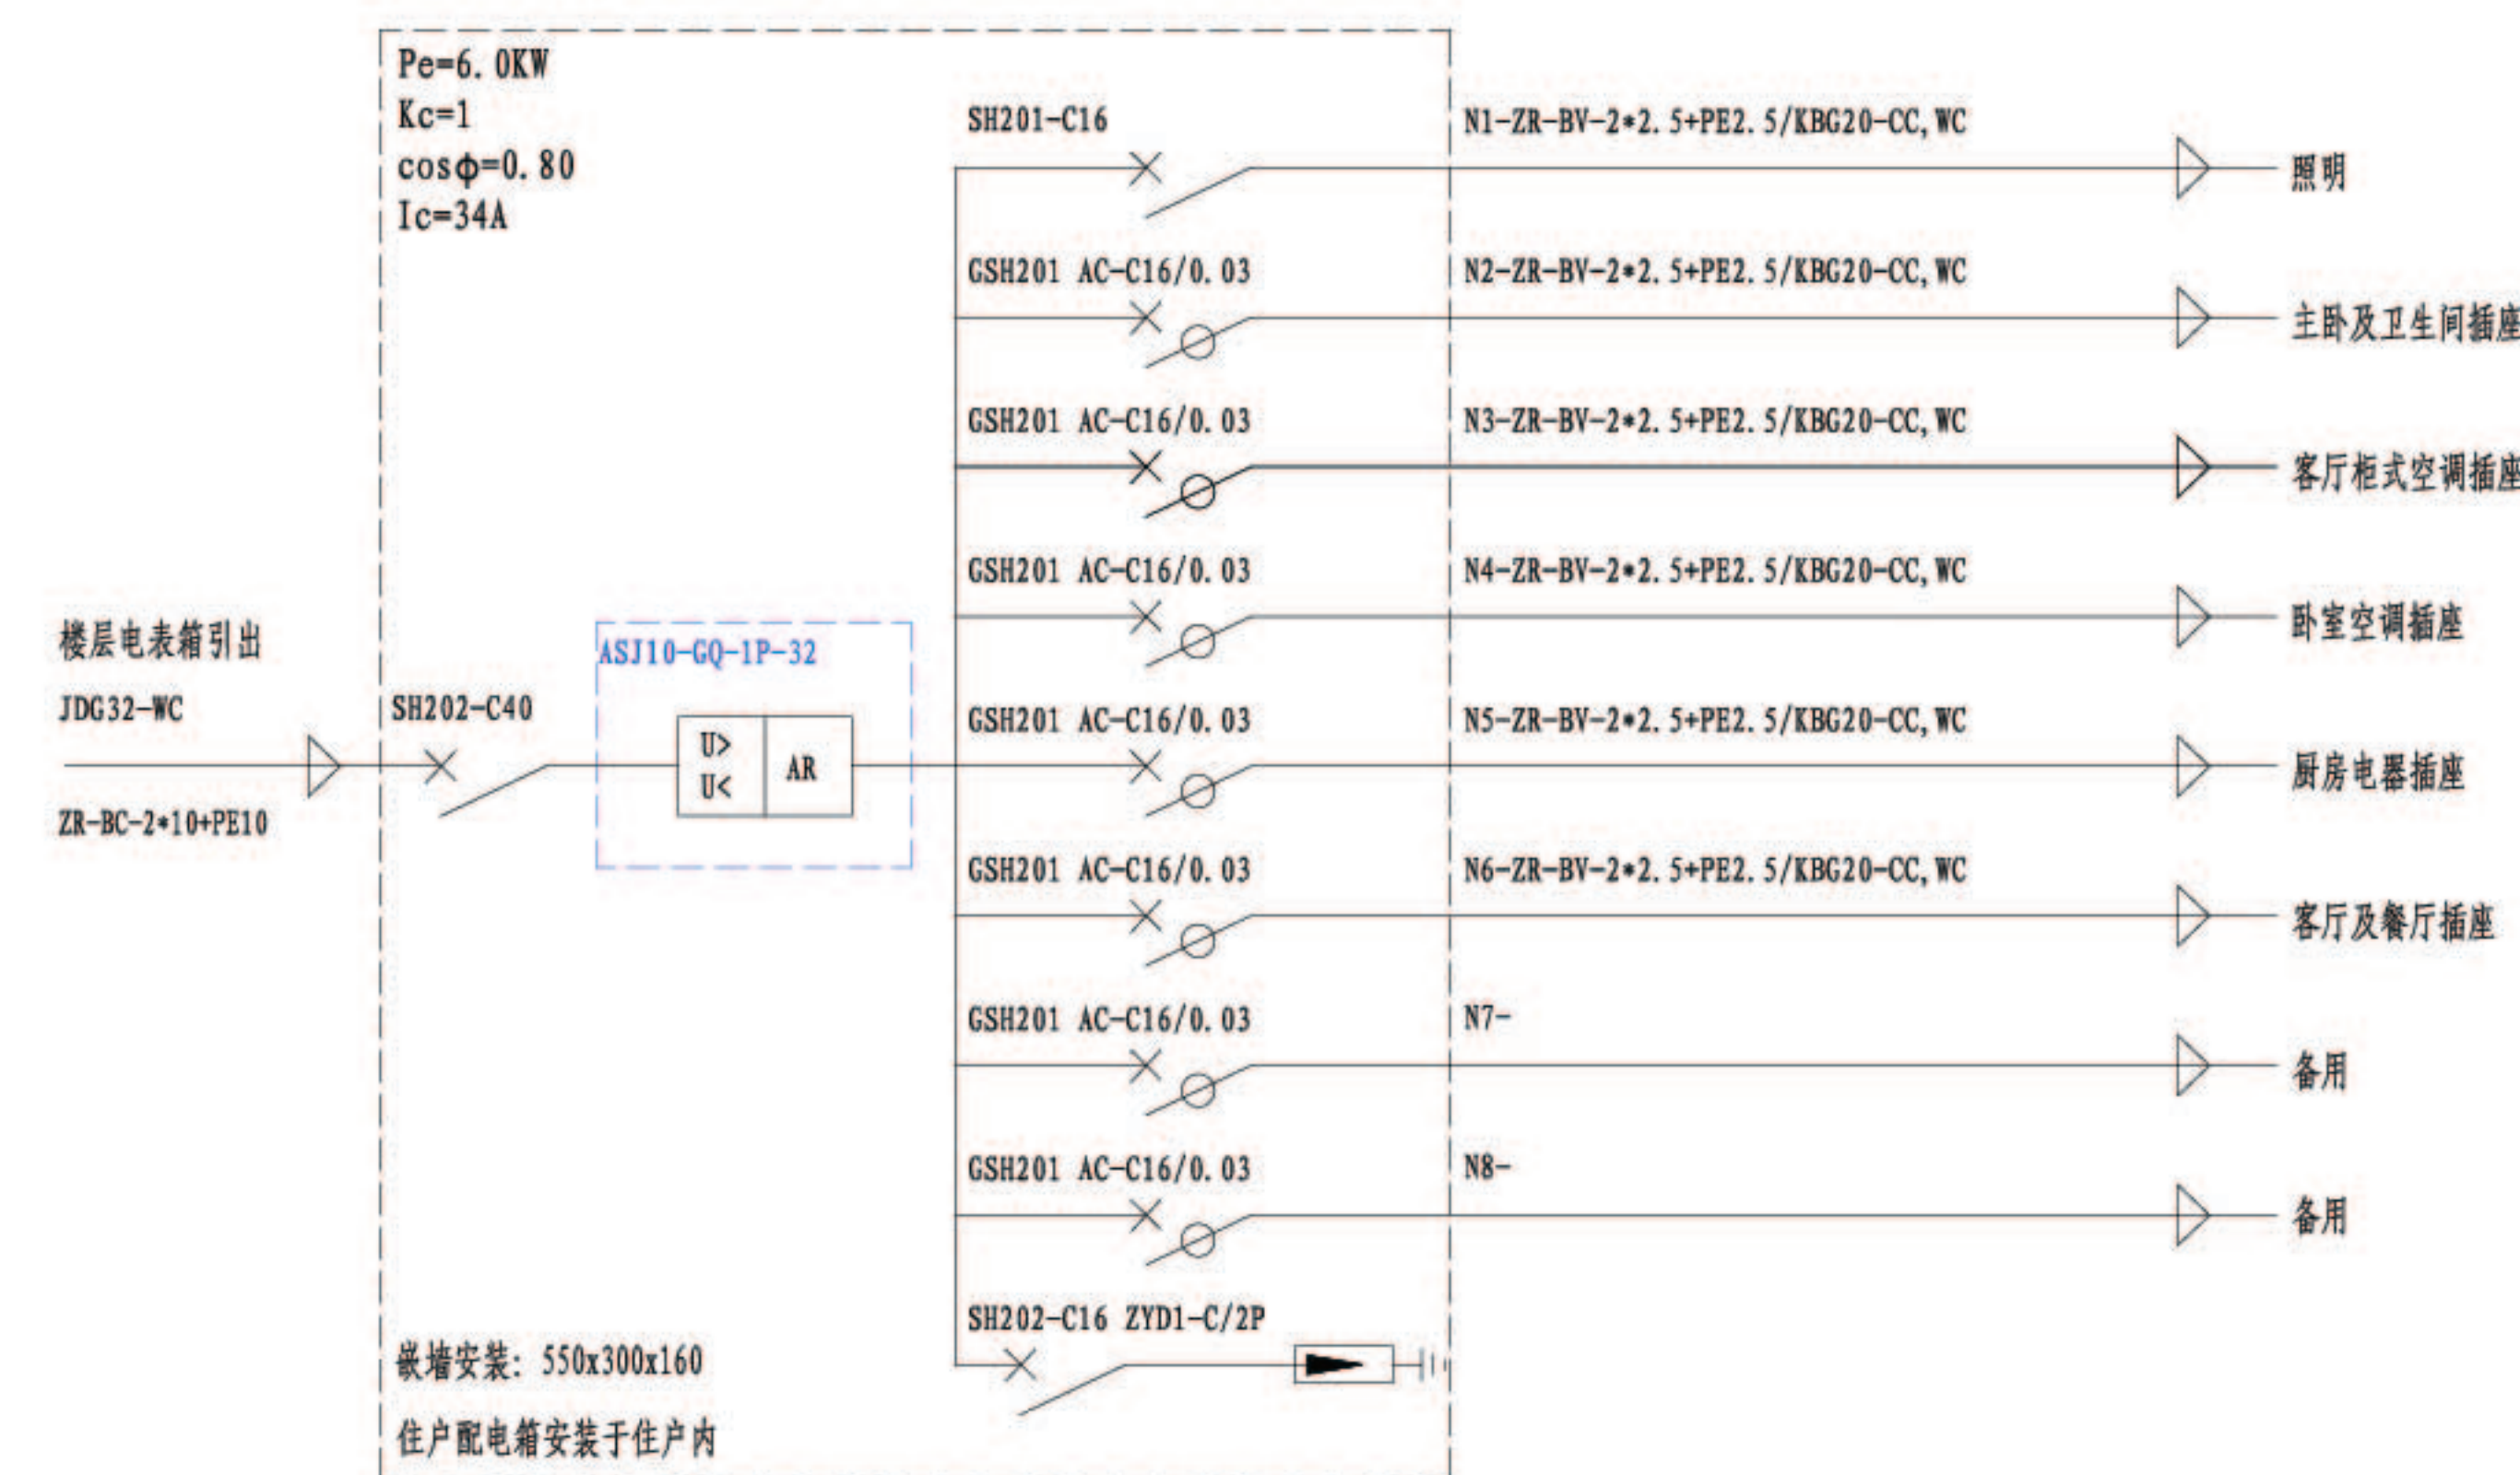 Pe=6.0KW
Kc=1
cosφ=0.80
Ic=34A
楼层电表箱引出
JDG32-WC
ZR-BC-2*10+PE10
SH202-C40
ASJ10-GQ-1P-32
U>
U<
AR
SH201-C16
N1-ZR-BV-2*2.5+PE2.5/KBG20-CC,WC
照明
GSH201 AC-C16/0.03
N2-ZR-BV-2*2.5+PE2.5/KBG20-CC,WC
主卧及卫生间插座
GSH201 AC-C16/0.03
N3-ZR-BV-2*2.5+PE2.5/KBG20-CC,WC
客厅柜式空调插座
GSH201 AC-C16/0.03
N4-ZR-BV-2*2.5+PE2.5/KBG20-CC,WC
卧室空调插座
GSH201 AC-C16/0.03
N5-ZR-BV-2*2.5+PE2.5/KBG20-CC,WC
厨房电器插座
GSH201 AC-C16/0.03
N6-ZR-BV-2*2.5+PE2.5/KBG20-CC,WC
客厅及餐厅插座
GSH201 AC-C16/0.03
N7-
备用
GSH201 AC-C16/0.03
N8-
备用
SH202-C16 ZYD1-C/2P
嵌墙安装: 550x300x160
住户配电箱安装于住户内